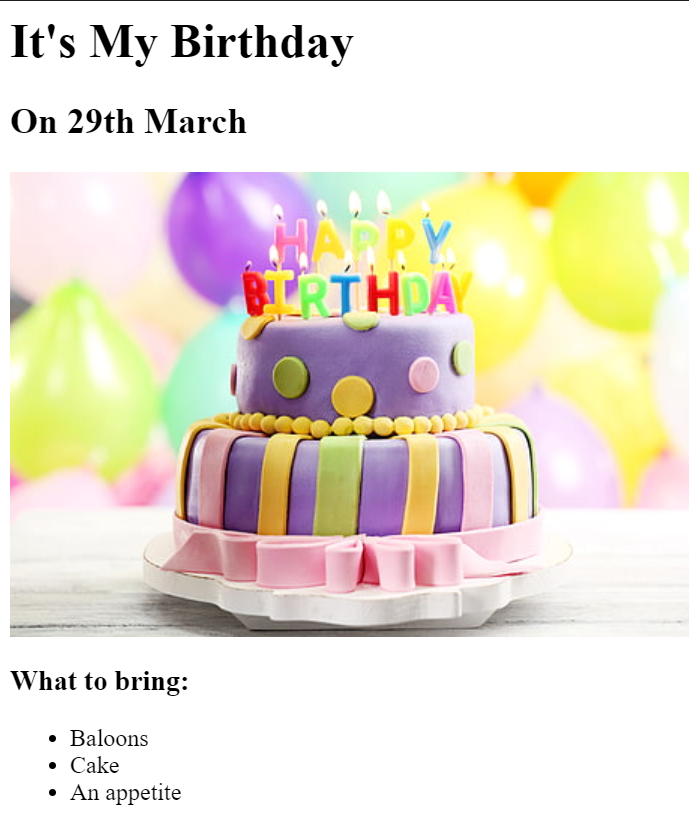 It's My Birthday
On 29th March
HAPPY
BIRTHDAY
What to bring:
Baloons
Cake
An appetite